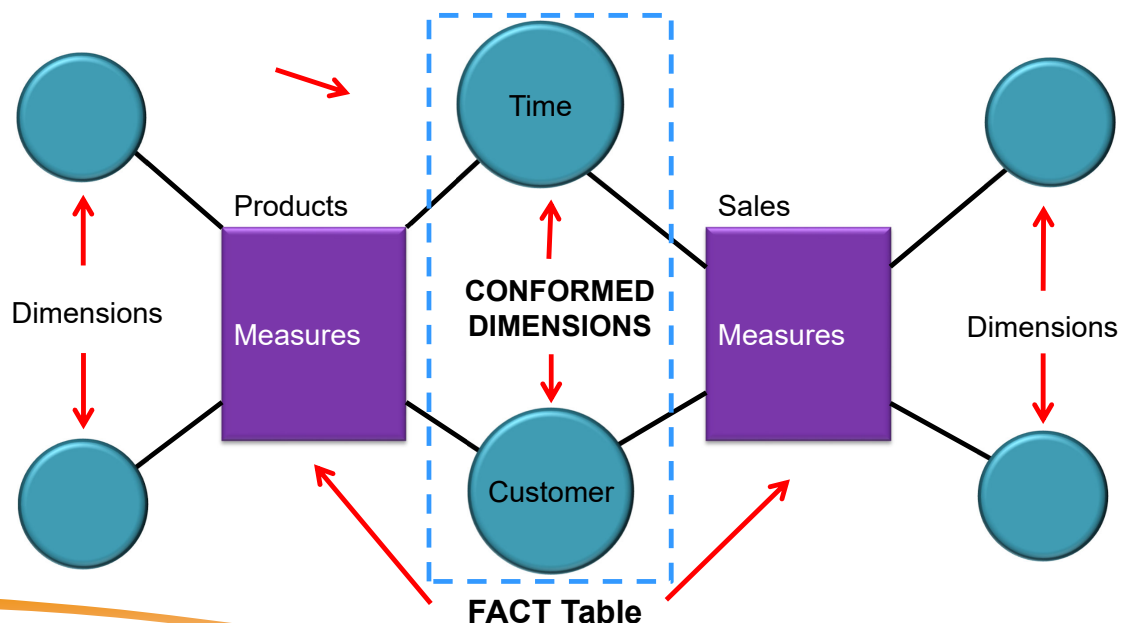 Time
Products
Sales
CONFORMED
DIMENSIONS
Dimensions
Measures
Measures
Dimensions
Customer
FACT Table